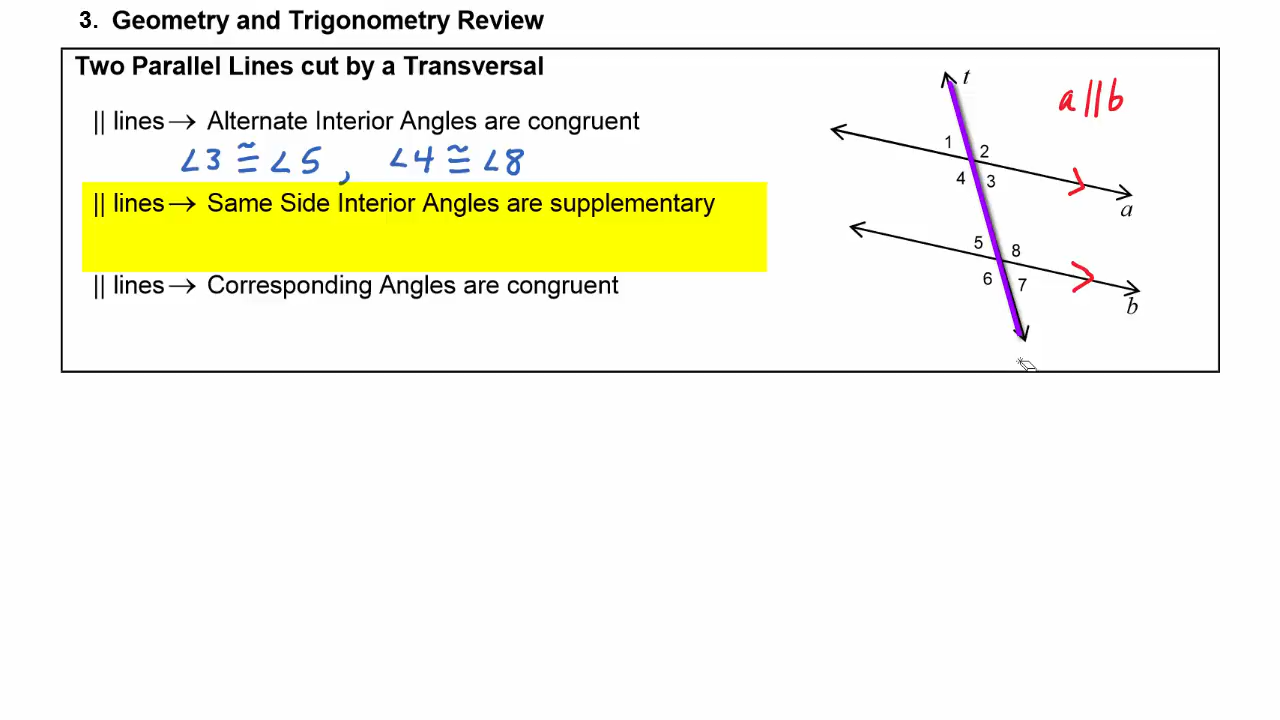 3. Geometry and Trigonometry Review
Two Parallel Lines cut by a Transversal
|| lines → Alternate Interior Angles are congruent
∠3 ≅ ∠5 , ∠4 ≅ ∠8
|| lines → Same Side Interior Angles are supplementary
|| lines → Corresponding Angles are congruent
t
a || b
1 2
4 3
a
5 8
6 7
b